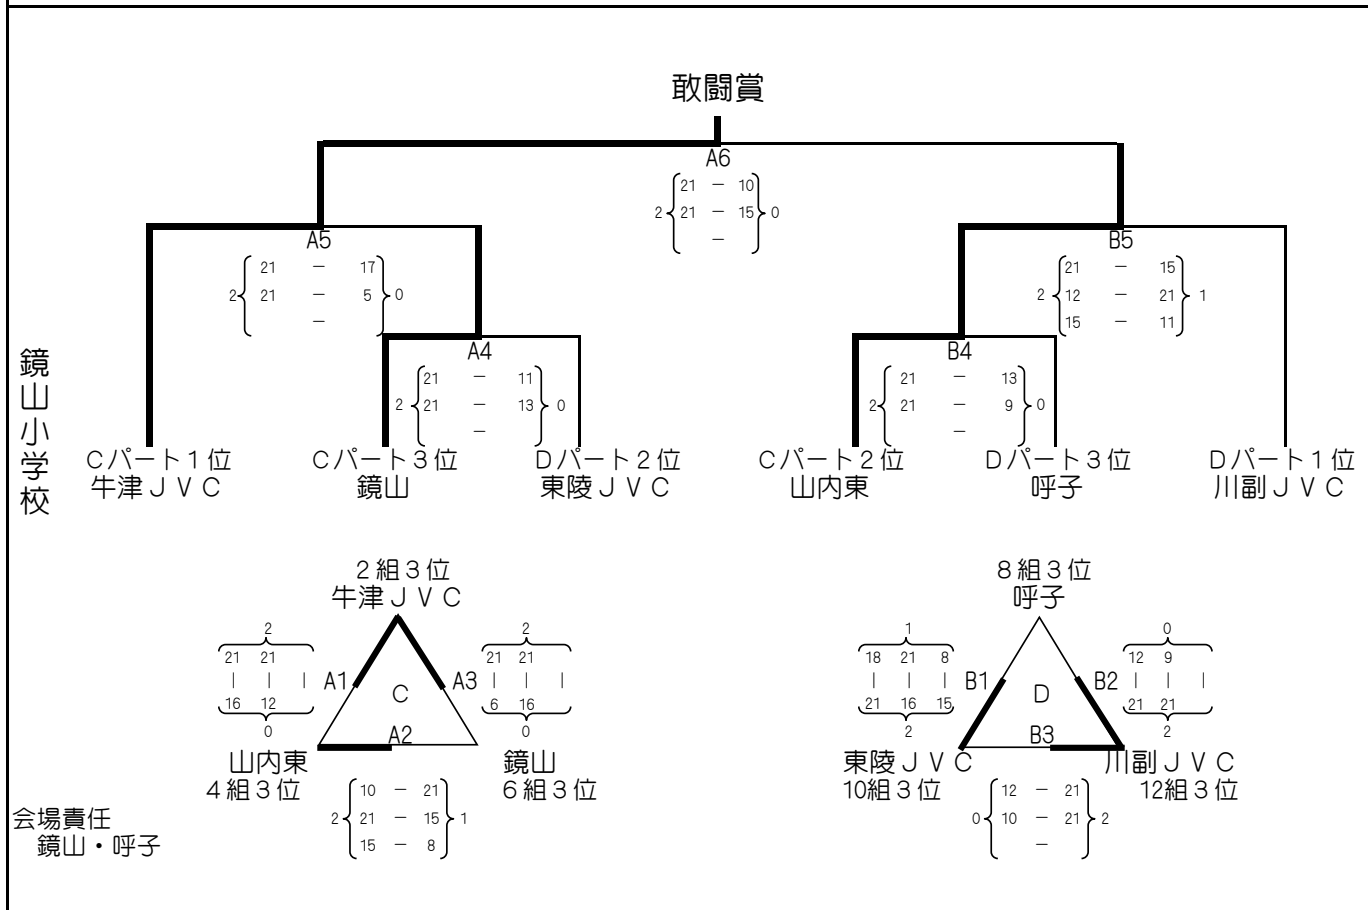 敢闘賞
A6
21 － 10
2 21 － 15 0
－
A5
21 － 17
2 21 － 5 0
－
B5
21 － 15
2 12 － 21 1
15 － 11
A4
21 － 11
2 21 － 13 0
－
B4
21 － 13
2 21 － 9 0
－
鏡山小学校
Ｃパート１位
牛津ＪＶＣ
Ｃパート３位
鏡山
Ｄパート２位
東陵ＪＶＣ
Ｃパート２位
山内東
Ｄパート３位
呼子
Ｄパート１位
川副ＪＶＣ
２組３位
牛津ＪＶＣ
2
21 21
| | |
16 12
0
A1
C
A3
A2
2
21 21
| | |
6 16
0
山内東
４組３位
鏡山
６組３位
10 － 21
2 21 － 15 1
15 － 8
８組３位
呼子
1
18 21 8
| | |
21 16 15
2
B1
D
B2
B3
0
12 9
| | |
21 21
2
東陵ＪＶＣ
10組３位
川副ＪＶＣ
12組３位
12 － 21
0 10 － 21 2
－
会場責任
鏡山・呼子